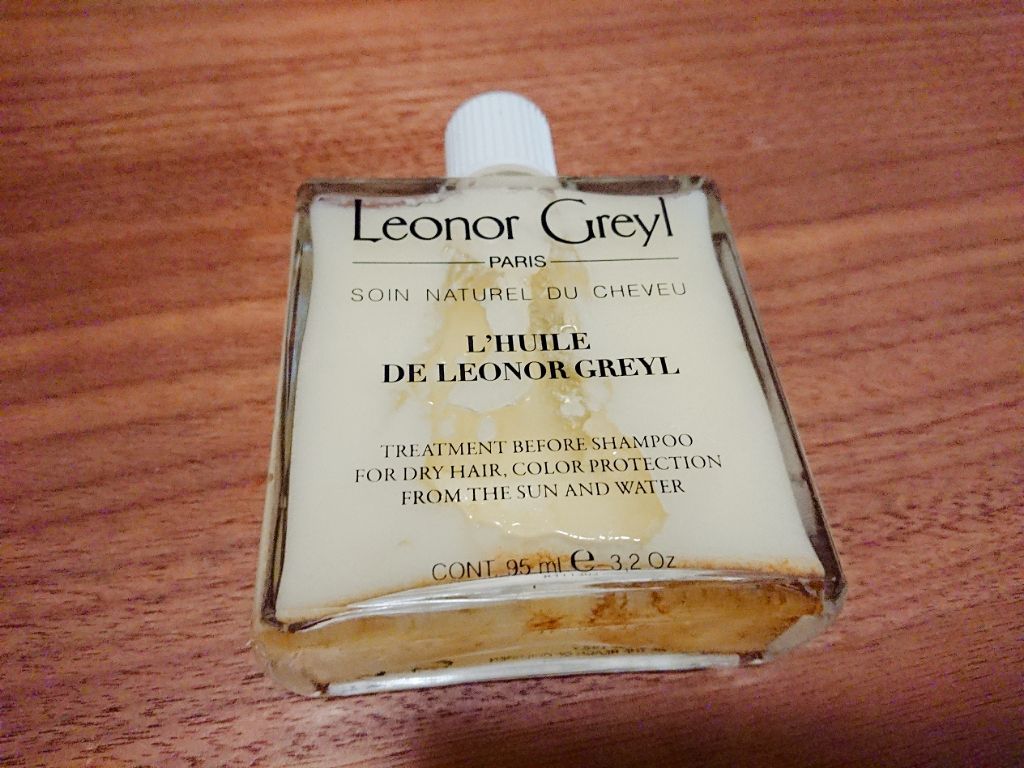 Leonor Greyl
PARIS
SOIN NATUREL DU CHEVEU
L'HUILE
DE LEONOR GREYL
TREATMENT BEFORE SHAMPOO
FOR DRY HAIR, COLOR PROTECTION
FROM THE SUN AND WATER
CONT. 95 ml e 3,2 Oz